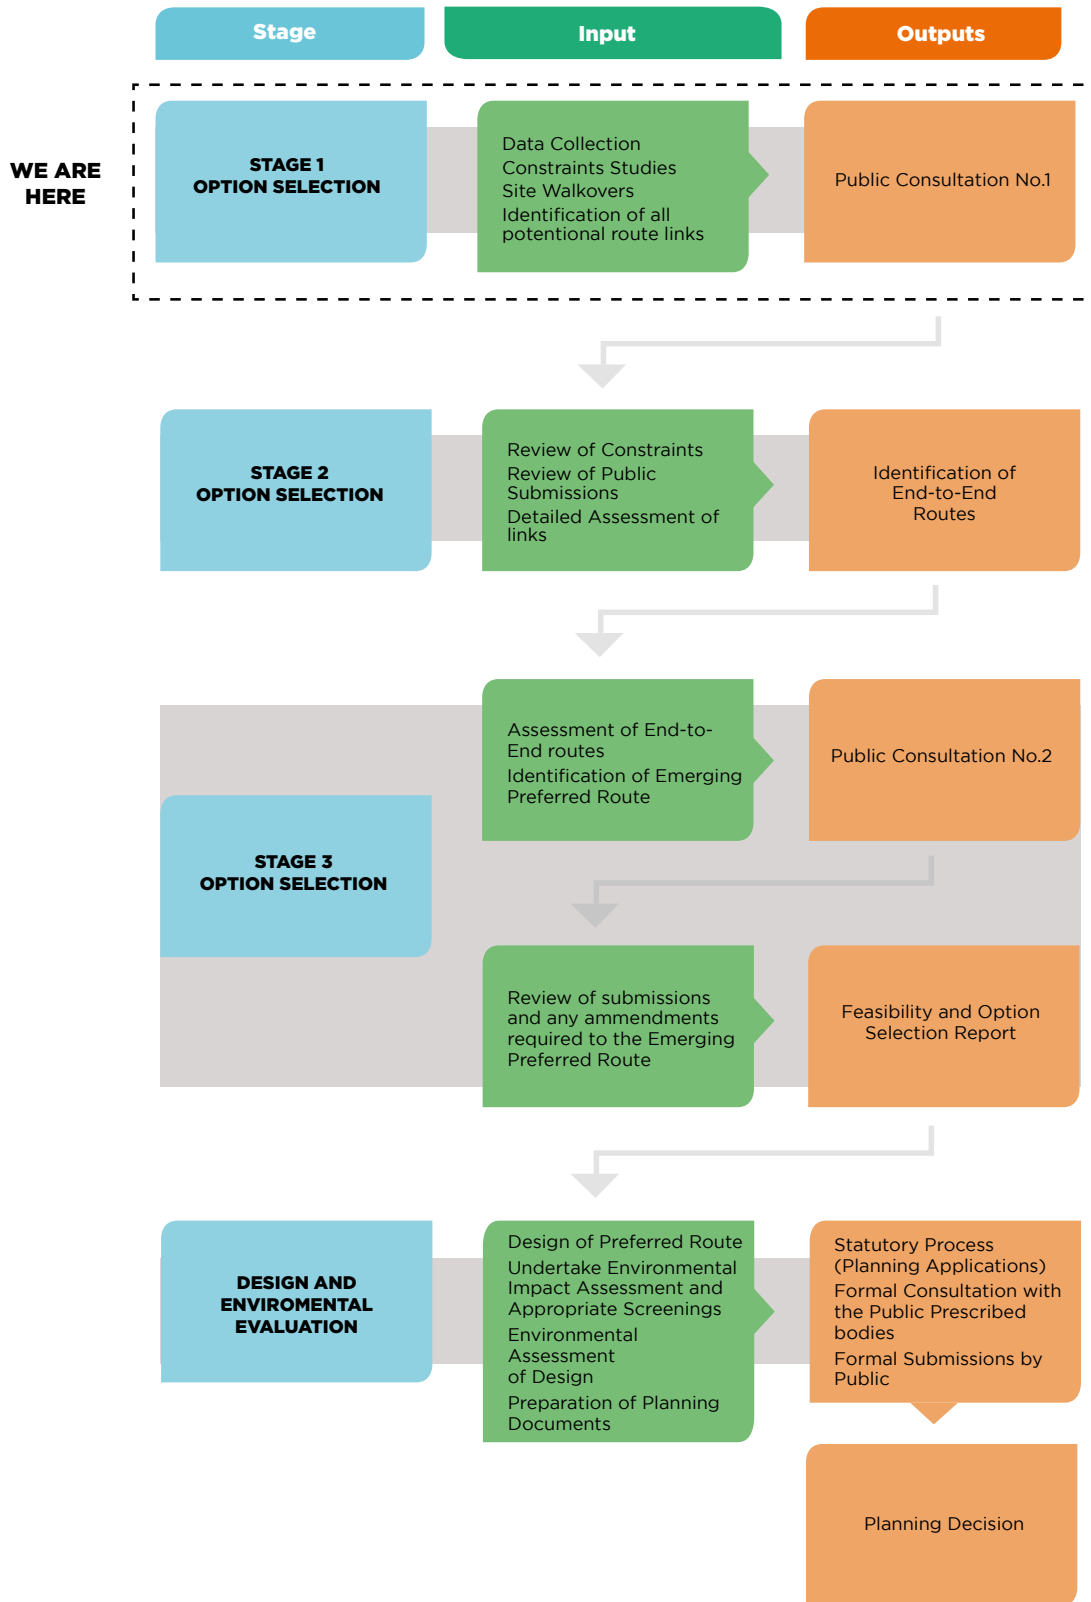 Stage
Input
Outputs
WE ARE
HERE
STAGE 1
OPTION SELECTION
Data Collection
Constraints Studies
Site Walkovers
Identification of all
potentional route links
Public Consultation No.1
STAGE 2
OPTION SELECTION
Review of Constraints
Review of Public
Submissions
Detailed Assessment of
links
Identification of
End-to-End
Routes
STAGE 3
OPTION SELECTION
Assessment of End-to-
End routes
Identification of Emerging
Preferred Route
Public Consultation No.2
Review of submissions
and any ammendments
required to the Emerging
Preferred Route
Feasibility and Option
Selection Report
DESIGN AND
ENVIROMENTAL
EVALUATION
Design of Preferred Route
Undertake Environmental
Impact Assessment and
Appropriate Screenings
Environmental
Assessment
of Design
Preparation of Planning
Documents
Statutory Process
(Planning Applications)
Formal Consultation with
the Public Prescribed
bodies
Formal Submissions by
Public
Planning Decision